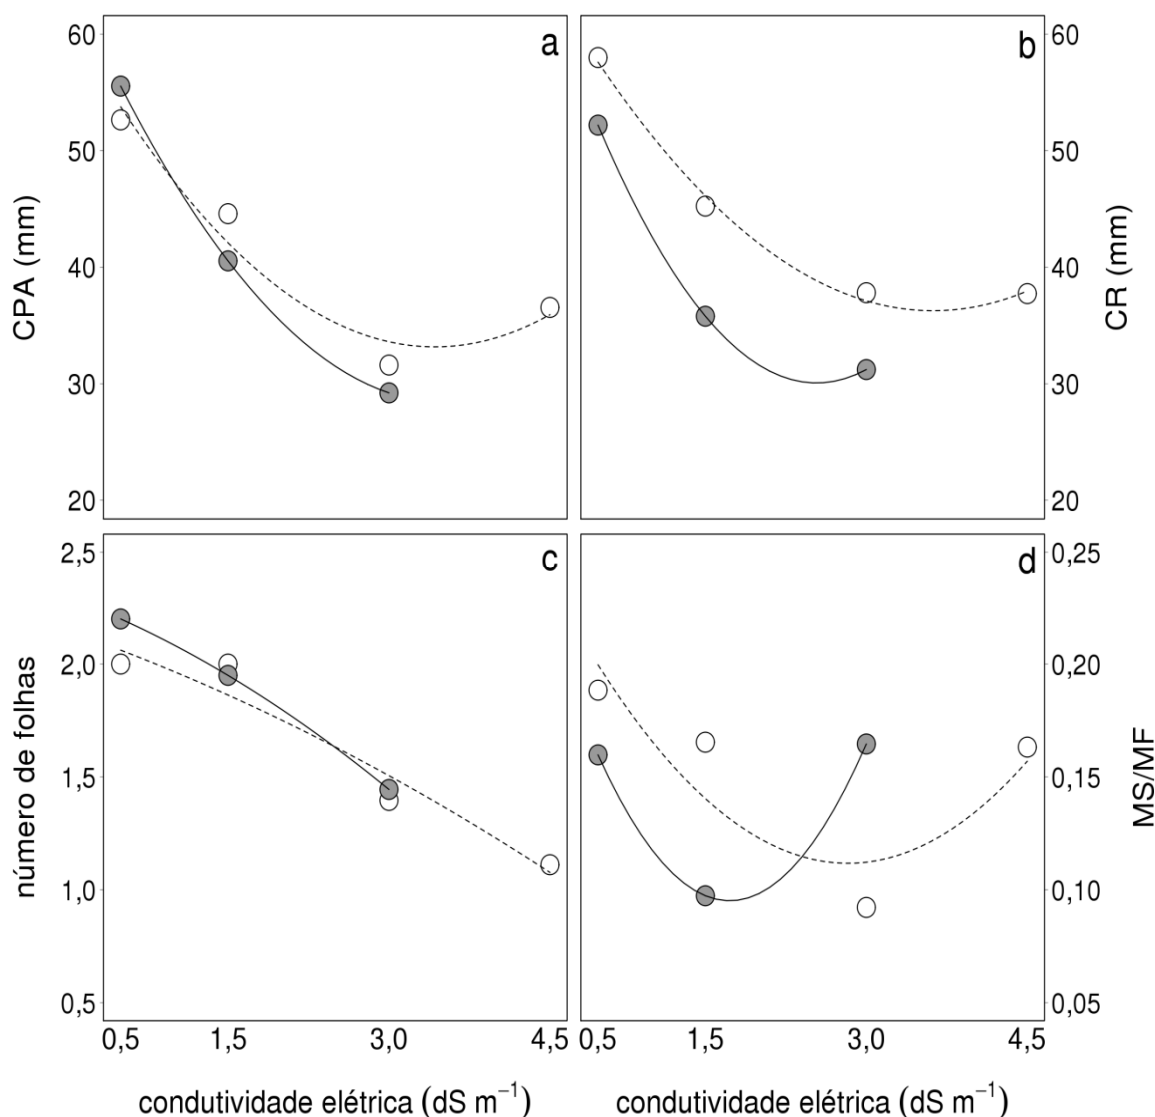 a
60
50
40
30
20
CPA (mm)
b
60
50
40
30
20
CR (mm)
c
2,5
2,0
1,5
1,0
0,5
número de folhas
0,5 1,5 3,0 4,5
condutividade elétrica (dS m⁻¹)
d
0,25
0,20
0,15
0,10
0,05
MS/MF
0,5 1,5 3,0 4,5
condutividade elétrica (dS m⁻¹)